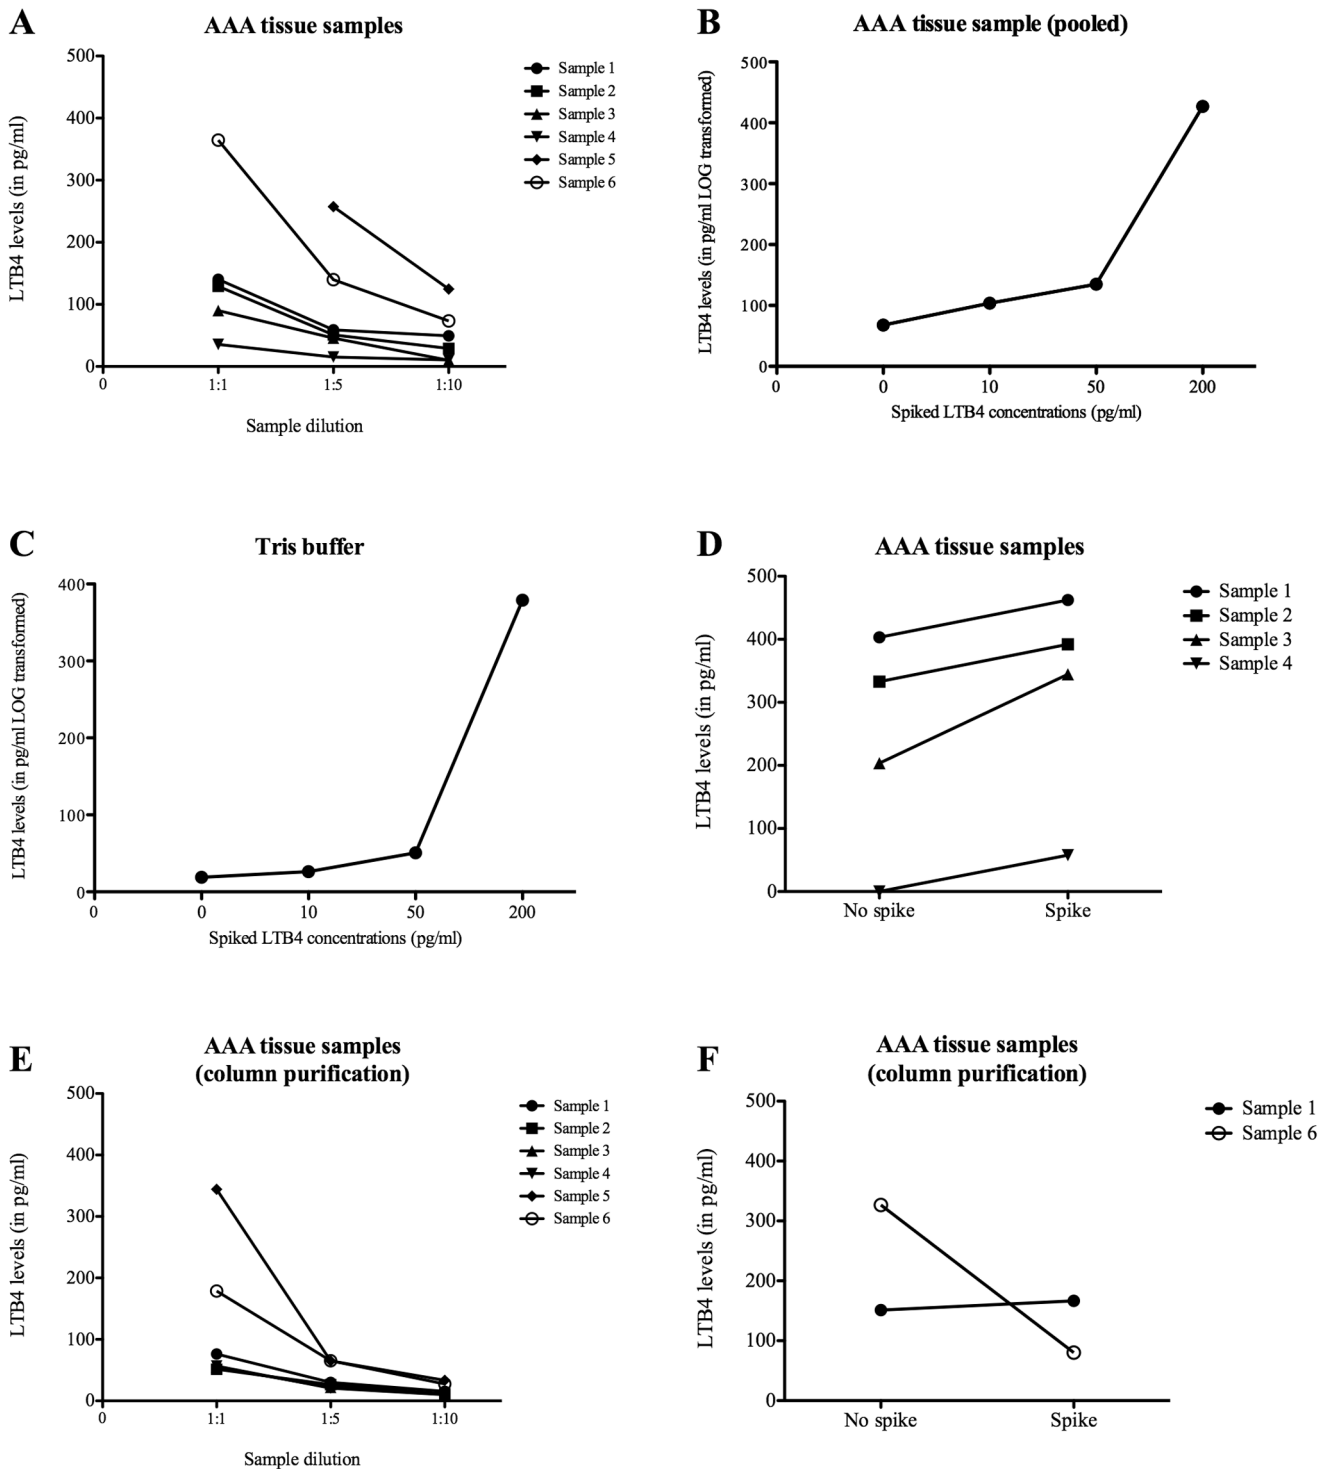 A
AAA tissue samples
LTB4 levels (in pg/ml)
500
400
300
200
100
0
0
1:1
1:5
1:10
Sample dilution
Sample 1
Sample 2
Sample 3
Sample 4
Sample 5
Sample 6
B
AAA tissue sample (pooled)
LTB4 levels (in pg/ml LOG transformed)
500
400
300
200
100
0
0
0
10
50
200
Spiked LTB4 concentrations (pg/ml)
C
Tris buffer
LTB4 levels (in pg/ml LOG transformed)
400
300
200
100
0
0
0
10
50
200
Spiked LTB4 concentrations (pg/ml)
D
AAA tissue samples
LTB4 levels (in pg/ml)
500
400
300
200
100
0
No spike
Spike
Sample 1
Sample 2
Sample 3
Sample 4
E
AAA tissue samples
(column purification)
LTB4 levels (in pg/ml)
500
400
300
200
100
0
0
1:1
1:5
1:10
Sample dilution
Sample 1
Sample 2
Sample 3
Sample 4
Sample 5
Sample 6
F
AAA tissue samples
(column purification)
LTB4 levels (in pg/ml)
500
400
300
200
100
0
No spike
Spike
Sample 1
Sample 6